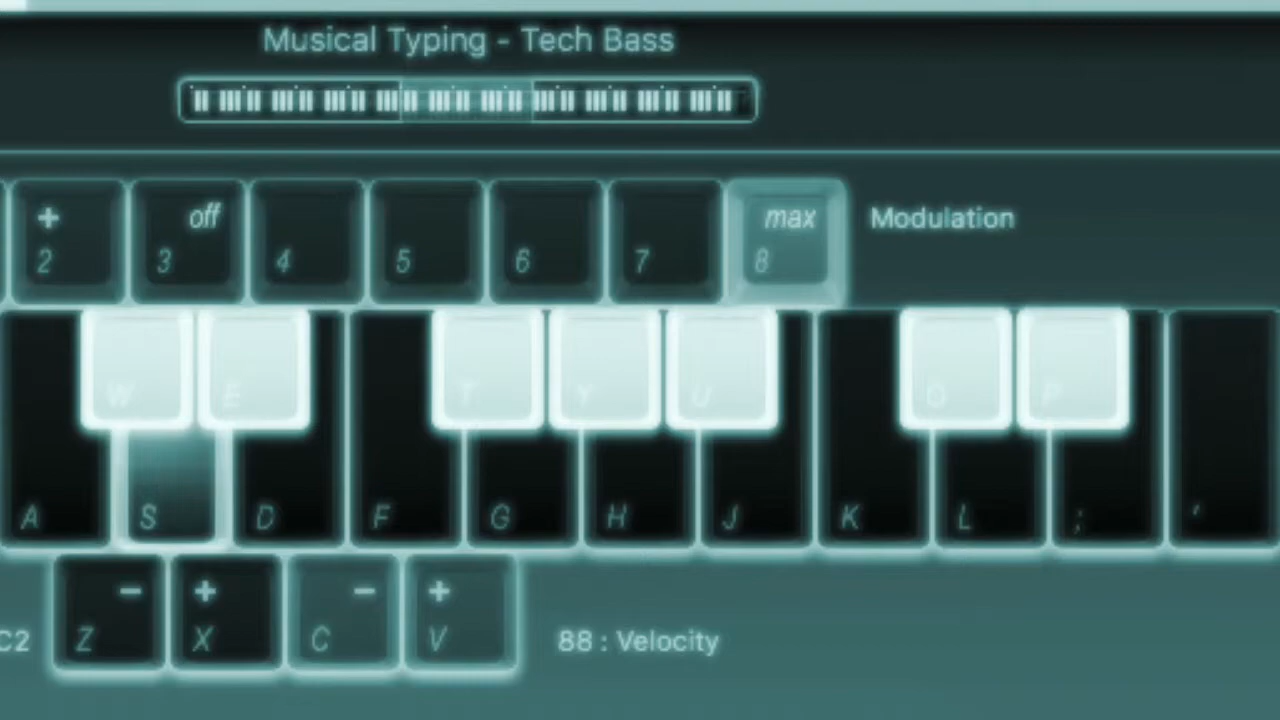 Musical Typing - Tech Bass
+ off max Modulation
2 3 4 5 6 7 8
W E T Y U O P
A S D F G H J K L ; '
- + - +
C2 Z X C V 88 : Velocity